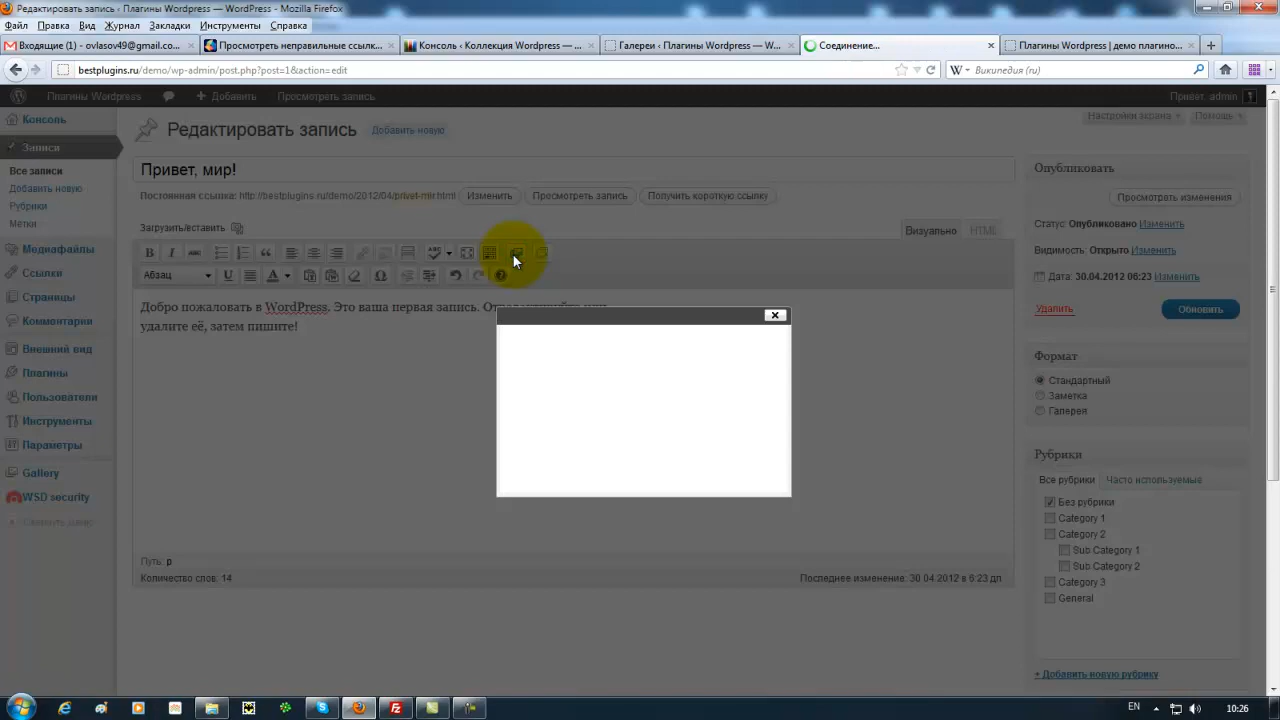 Редактировать запись ‹ Плагины Wordpress — WordPress - Mozilla Firefox
Файл Правка Вид Журнал Закладки Инструменты Справка
Входящие (1) - ovlasov49@gmail.co...
Просмотреть неправильные ссылк...
Консоль ‹ Коллекция Wordpress — ...
Галереи ‹ Плагины Wordpress — W...
Соединение...
Плагины Wordpress | демо плагино...
bestplugins.ru/demo/wp-admin/post.php?post=1&action=edit
Википедия (ru)
Плагины Wordpress
Добавить
Просмотреть запись
Привет, admin
Консоль
Записи
Все записи
Добавить новую
Рубрики
Метки
Медиафайлы
Ссылки
Страницы
Комментарии
Внешний вид
Плагины
Пользователи
Инструменты
Параметры
Gallery
WSD security
Свернуть меню
Настройки экрана
Помощь
Редактировать запись
Добавить новую
Привет, мир!
Постоянная ссылка: http://bestplugins.ru/demo/2012/04/privet-mir.html Изменить Просмотреть запись Получить короткую ссылку
Загрузить/вставить
Визуально HTML
Абзац
Добро пожаловать в WordPress. Это ваша первая запись.
удалите её, затем пишите!
Путь: p
Количество слов: 14
Последнее изменение: 30.04.2012 в 6:23 дп
Опубликовать
Просмотреть изменения
Статус: Опубликовано Изменить
Видимость: Открыто Изменить
Дата: 30.04.2012 06:23 Изменить
Удалить
Обновить
Формат
Стандартный
Заметка
Галерея
Рубрики
Все рубрики Часто используемые
Без рубрики
Category 1
Category 2
Sub Category 1
Sub Category 2
Category 3
General
+ Добавить новую рубрику
EN
10:26